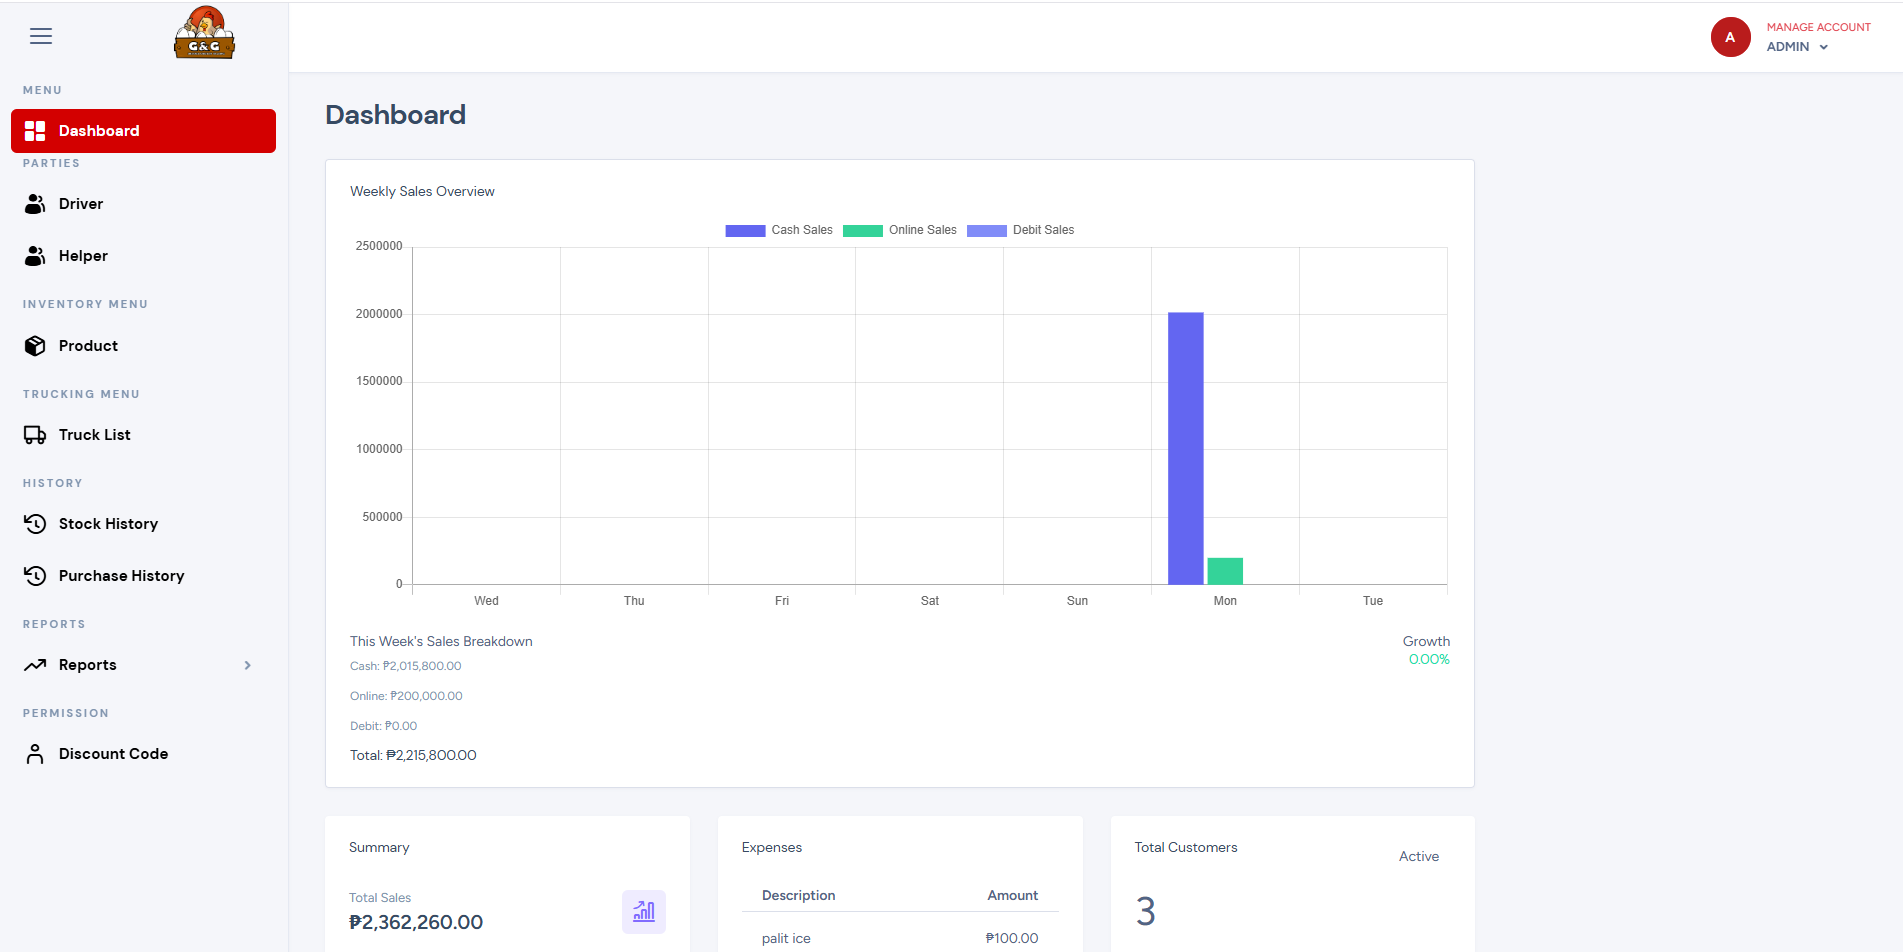 G&G
MANAGE ACCOUNT
A
ADMIN
MENU
Dashboard
PARTIES
Driver
Helper
INVENTORY MENU
Product
TRUCKING MENU
Truck List
HISTORY
Stock History
Purchase History
REPORTS
Reports
PERMISSION
Discount Code
Dashboard
Weekly Sales Overview
Cash Sales Online Sales Debit Sales
2500000
2000000
1500000
1000000
500000
0
Wed Thu Fri Sat Sun Mon Tue
This Week's Sales Breakdown
Cash: ₱2,015,800.00
Online: ₱200,000.00
Debit: ₱0.00
Total: ₱2,215,800.00
Growth
0.00%
Summary
Total Sales
₱2,362,260.00
Expenses
Description Amount
palit ice ₱100.00
Total Customers
Active
3